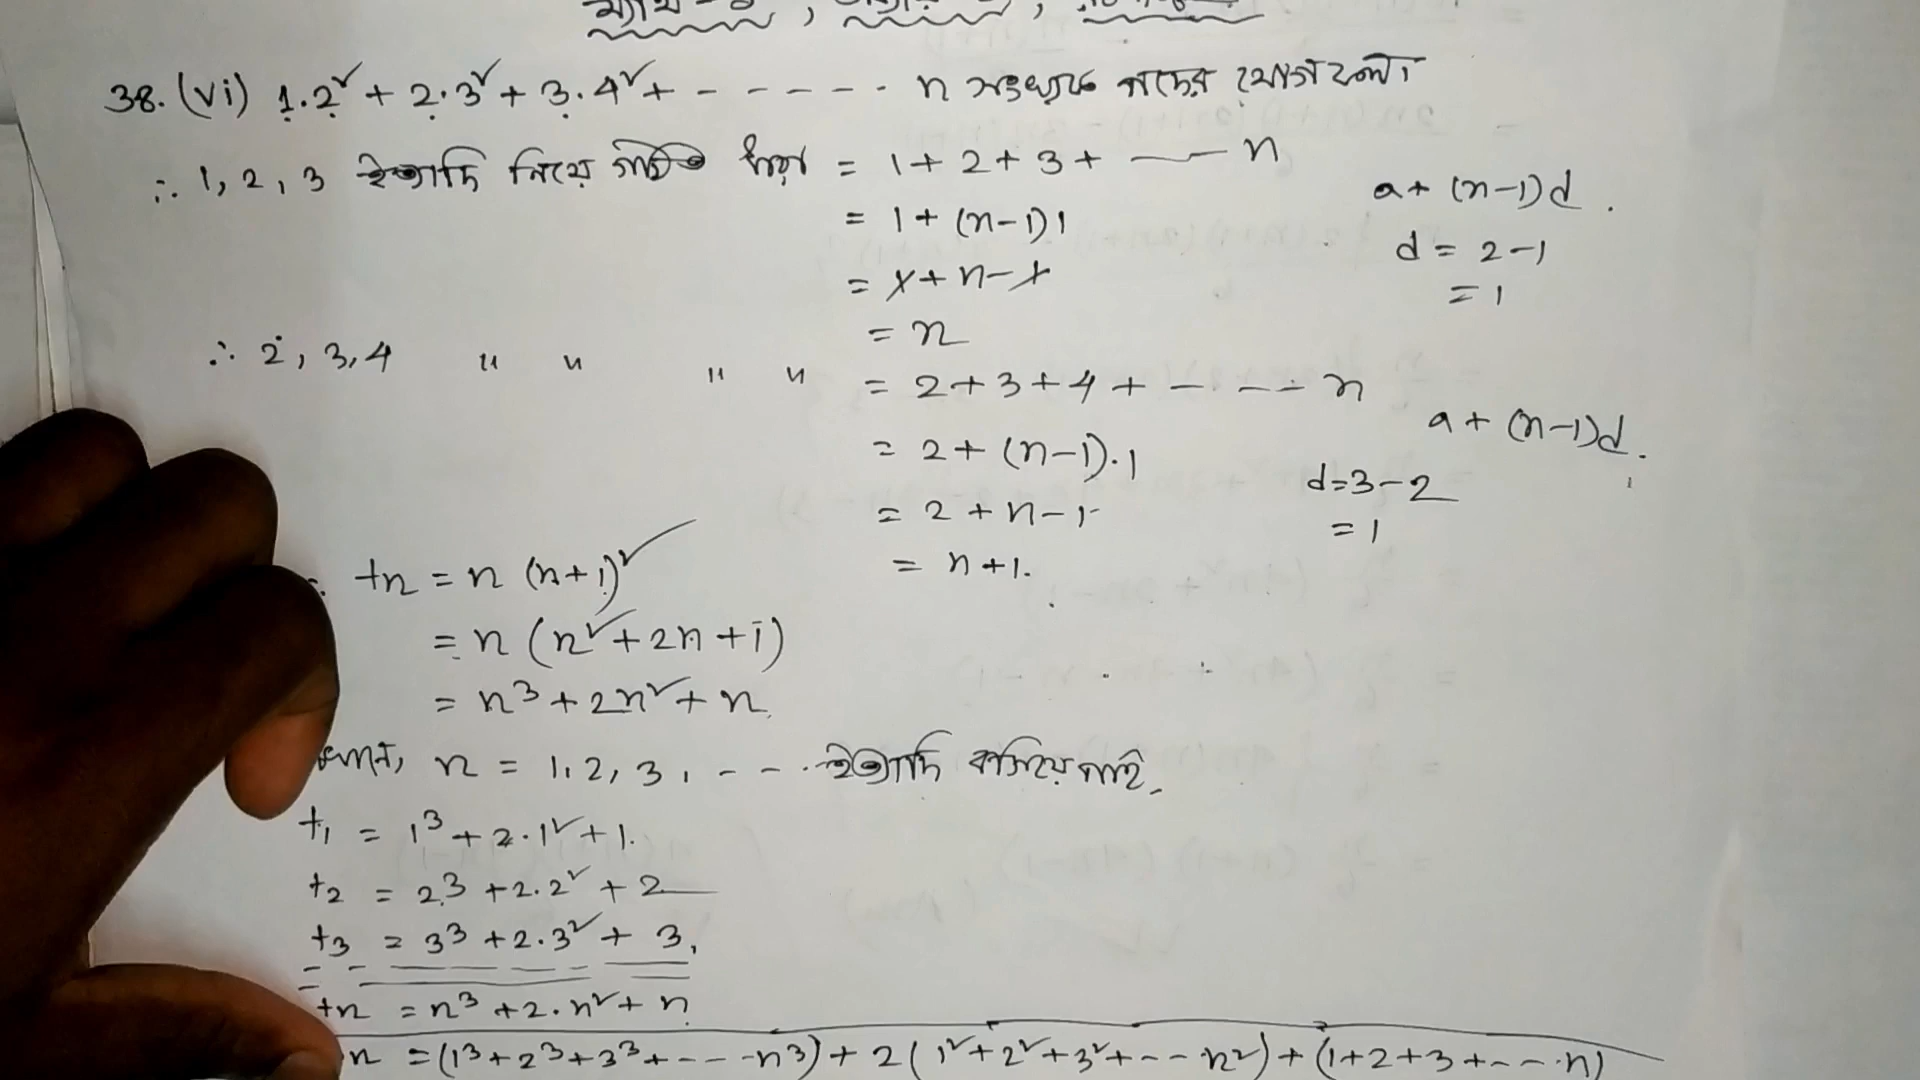 38. (vi) 1.2² + 2.3² + 3.4² + - - - - - - n সংখ্যক পদের যোগফল।
∴ 1, 2, 3 ইত্যাদি নিয়ে গঠিত ধারা = 1 + 2 + 3 + — — n
= 1 + (n-1)1
a + (n-1)d.
d = 2-1
= 1
= 1 + n - 1
= n
∴ 2, 3, 4 " " " " = 2 + 3 + 4 + - - - n
= 2 + (n-1).1
a + (n-1)d.
d=3-2
= 1
= 2 + n - 1
= n + 1.
tn = n (n+1)²
= n (n² + 2n + 1)
= n³ + 2n² + n
n = 1, 2, 3, - - . ইত্যাদি বসিয়ে পাই,
t₁ = 1³ + 2.1² + 1.
t₂ = 2³ + 2.2² + 2
t₃ = 3³ + 2.3² + 3,
tn = n³ + 2.n² + n
n = (1³+2³+3³+ - - - n³) + 2 (1²+2²+3²+ - - n²) + (1+2+3+ - - . n)